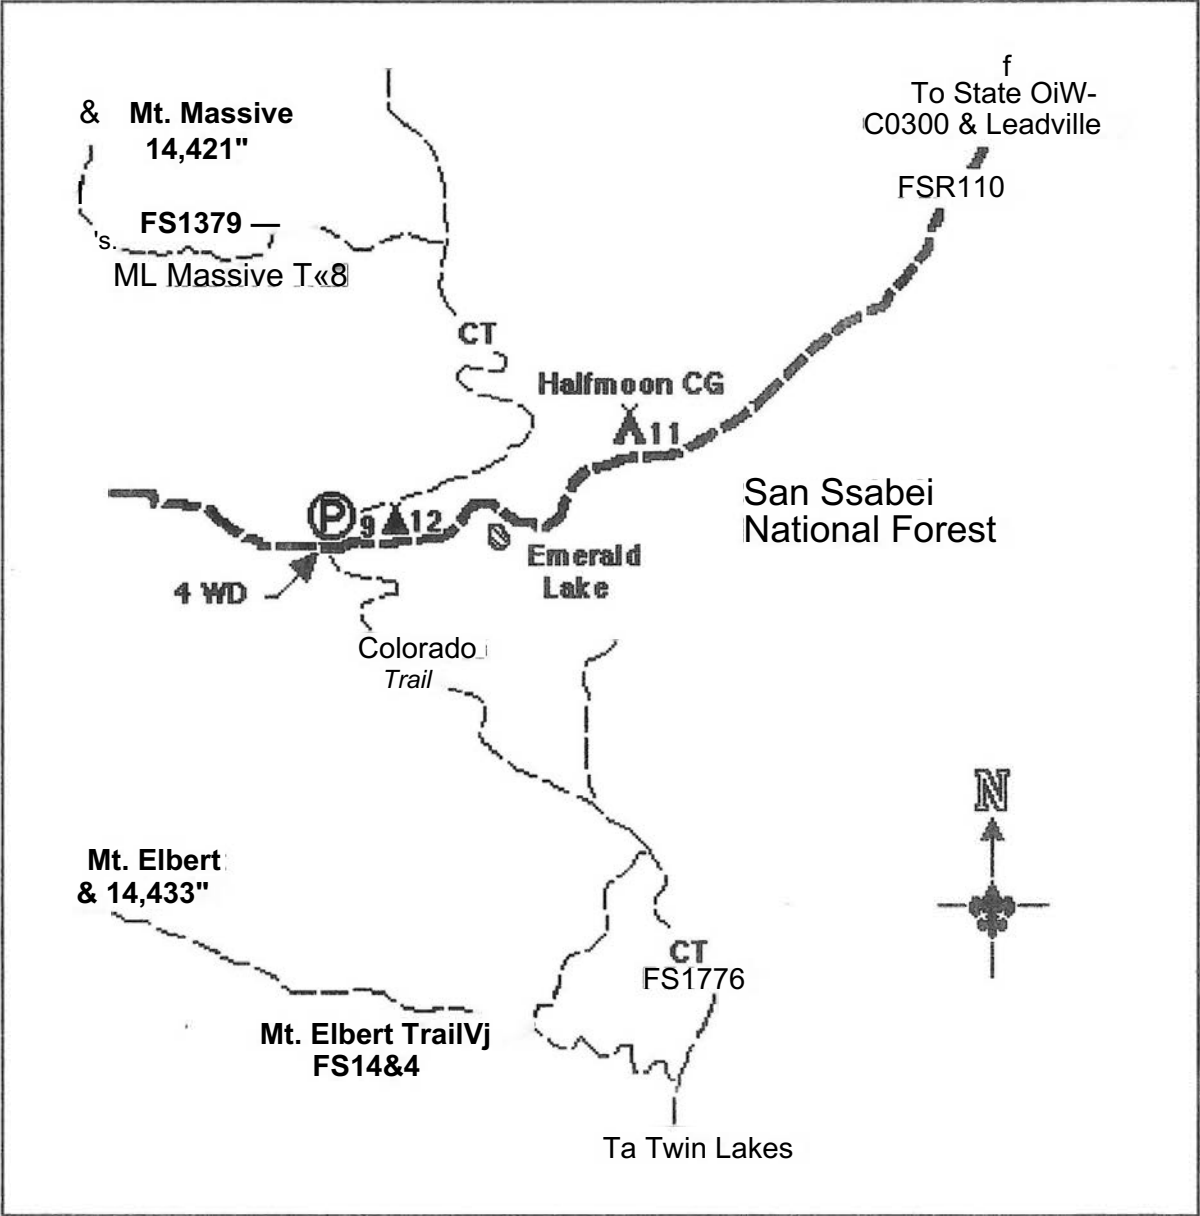 f
To State OiW-
C0300 & Leadville
FSR110
& Mt. Massive
14,421"
FS1379 —
's.
ML Massive T«8
CT
Halfmoon CG
11
San Ssabei
National Forest
P
9
12
Emerald
Lake
4 WD
Colorado
Trail
N
Mt. Elbert
& 14,433"
CT
FS1776
Mt. Elbert TrailVj
FS14&4
Ta Twin Lakes